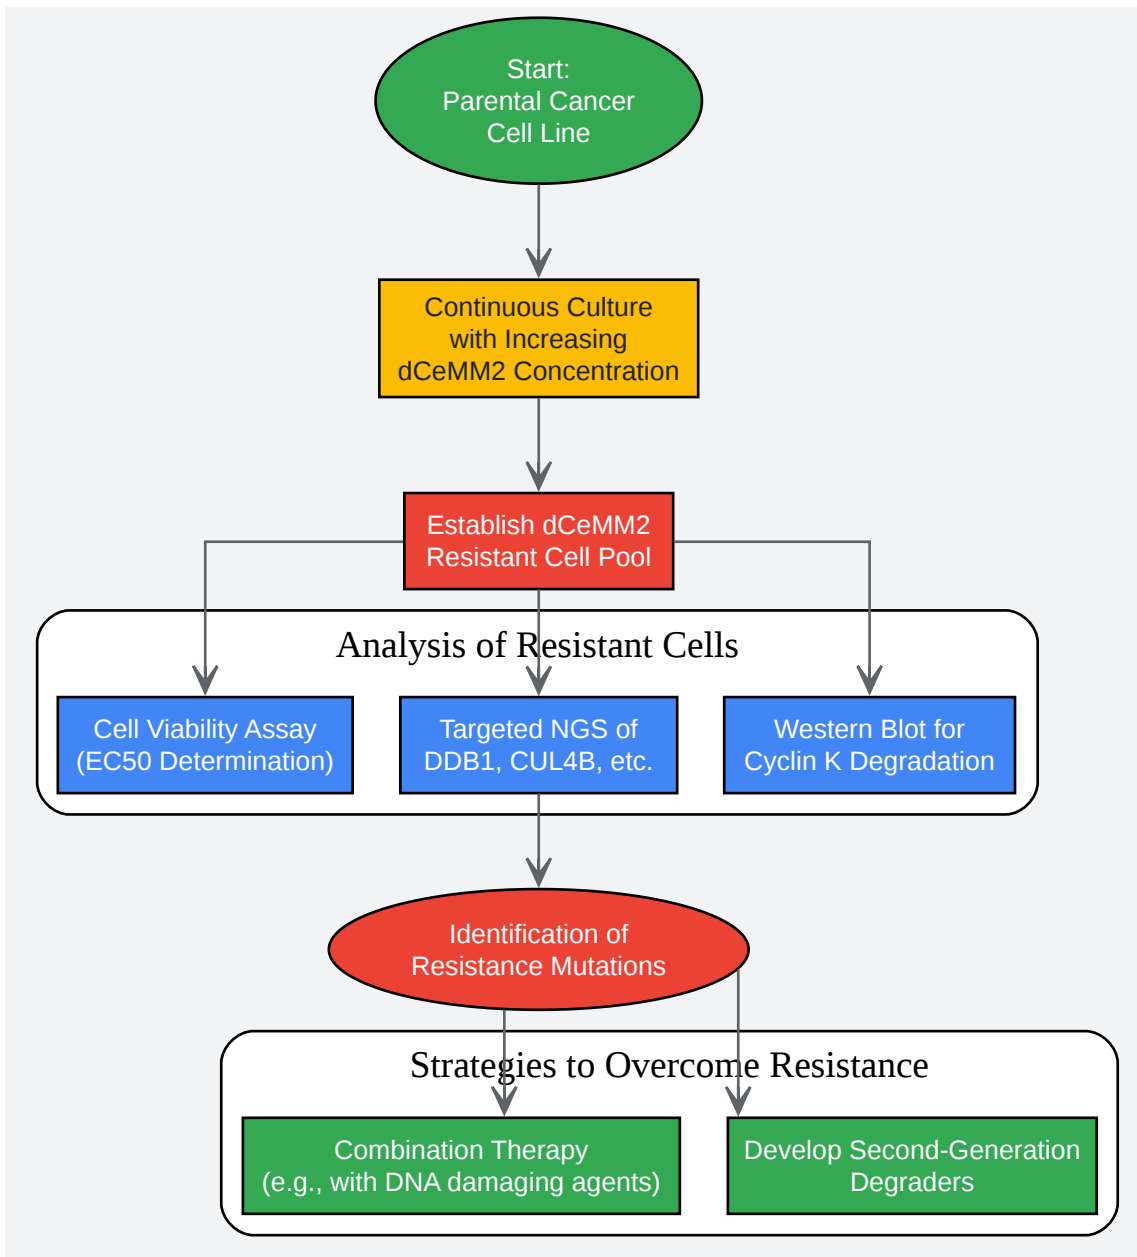 Start:
Parental Cancer
Cell Line
Continuous Culture
with Increasing
dCeMM2 Concentration
Establish dCeMM2
Resistant Cell Pool
Analysis of Resistant Cells
Cell Viability Assay
(EC50 Determination)
Targeted NGS of
DDB1, CUL4B, etc.
Western Blot for
Cyclin K Degradation
Identification of
Resistance Mutations
Strategies to Overcome Resistance
Combination Therapy
(e.g., with DNA damaging agents)
Develop Second-Generation
Degraders